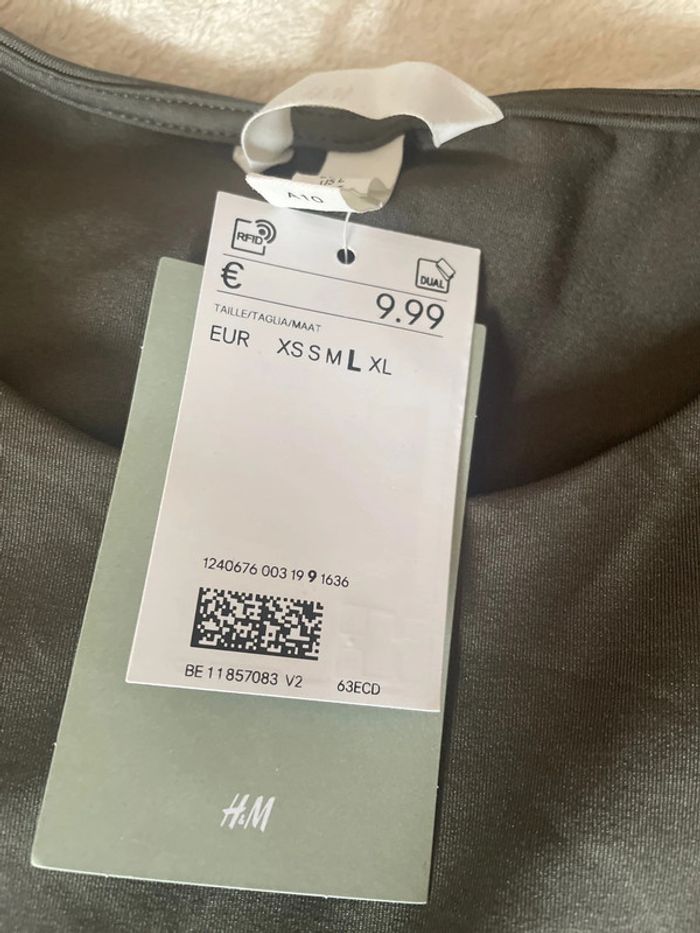 A10
RFID
DUAL
€ 9.99
TAILLE/TAGLIA/MAAT
EUR XS S M L XL
1240676 003 19 9 1636
BE 11857083 V2 63ECD
H&M